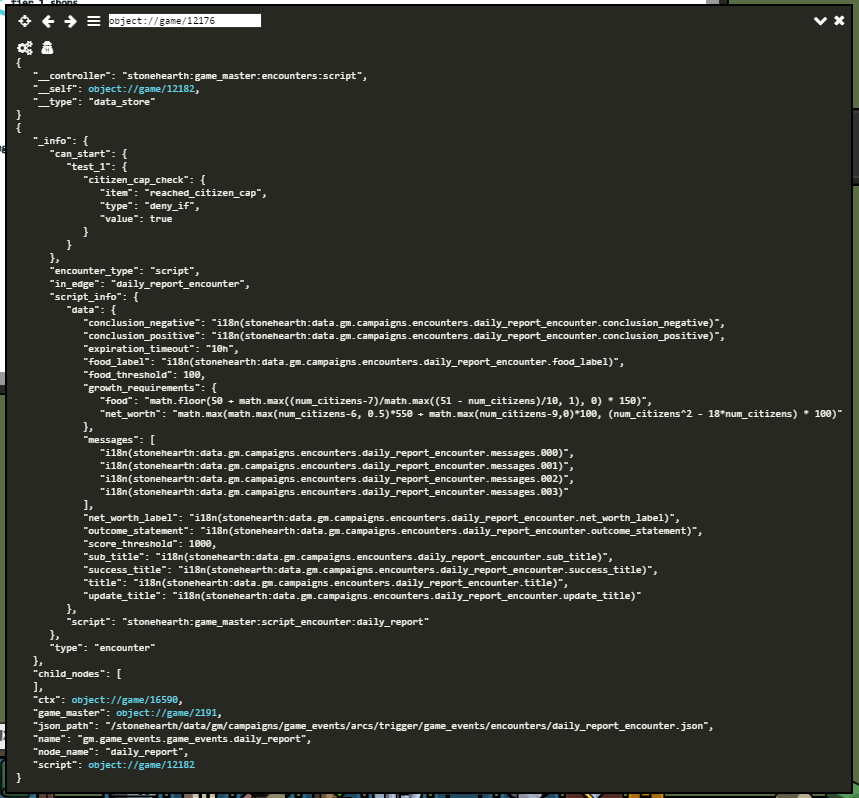 tier 1 shops
object://game/12176
{
"__controller": "stonehearth:game_master:encounters:script",
"__self": object://game/12182,
"__type": "data_store"
}
{
"_info": {
"can_start": {
"test_1": {
"citizen_cap_check": {
"item": "reached_citizen_cap",
"type": "deny_if",
"value": true
}
}
},
"encounter_type": "script",
"in_edge": "daily_report_encounter",
"script_info": {
"data": {
"conclusion_negative": "i18n(stonehearth:data.gm.campaigns.encounters.daily_report_encounter.conclusion_negative)",
"conclusion_positive": "i18n(stonehearth:data.gm.campaigns.encounters.daily_report_encounter.conclusion_positive)",
"expiration_timeout": "10h",
"food_label": "i18n(stonehearth:data.gm.campaigns.encounters.daily_report_encounter.food_label)",
"food_threshold": 100,
"growth_requirements": {
"food": "math.floor(50 + math.max((num_citizens-7)/math.max((51 - num_citizens)/10, 1), 0) * 150)",
"net_worth": "math.max(math.max(num_citizens-6, 0.5)*550 + math.max(num_citizens-9,0)*100, (num_citizens^2 - 18*num_citizens) * 100)"
},
"messages": [
"i18n(stonehearth:data.gm.campaigns.encounters.daily_report_encounter.messages.000)",
"i18n(stonehearth:data.gm.campaigns.encounters.daily_report_encounter.messages.001)",
"i18n(stonehearth:data.gm.campaigns.encounters.daily_report_encounter.messages.002)",
"i18n(stonehearth:data.gm.campaigns.encounters.daily_report_encounter.messages.003)"
],
"net_worth_label": "i18n(stonehearth:data.gm.campaigns.encounters.daily_report_encounter.net_worth_label)",
"outcome_statement": "i18n(stonehearth:data.gm.campaigns.encounters.daily_report_encounter.outcome_statement)",
"score_threshold": 1000,
"sub_title": "i18n(stonehearth:data.gm.campaigns.encounters.daily_report_encounter.sub_title)",
"success_title": "i18n(stonehearth:data.gm.campaigns.encounters.daily_report_encounter.success_title)",
"title": "i18n(stonehearth:data.gm.campaigns.encounters.daily_report_encounter.title)",
"update_title": "i18n(stonehearth:data.gm.campaigns.encounters.daily_report_encounter.update_title)"
},
"script": "stonehearth:game_master:script_encounter:daily_report"
},
"type": "encounter"
},
"child_nodes": [
],
"ctx": object://game/16590,
"game_master": object://game/2191,
"json_path": "/stonehearth/data/gm/campaigns/game_events/arcs/trigger/game_events/encounters/daily_report_encounter.json",
"name": "gm.game_events.game_events.daily_report",
"node_name": "daily_report",
"script": object://game/12182
}